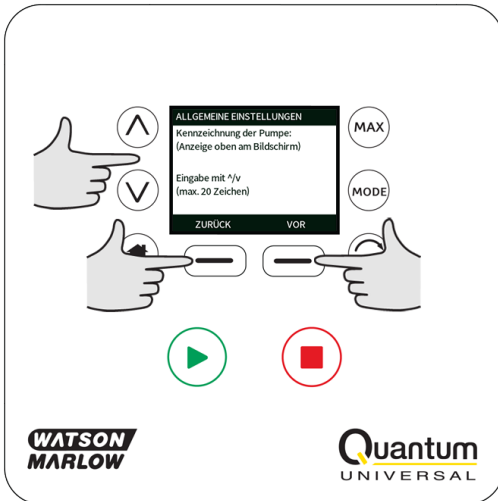 ALLGEMEINE EINSTELLUNGEN
Kennzeichnung der Pumpe:
(Anzeige oben am Bildschirm)
Eingabe mit ^/v
(max. 20 Zeichen)
ZURÜCK VOR
MAX
MODE
WATSON
MARLOW
Quantum
UNIVERSAL